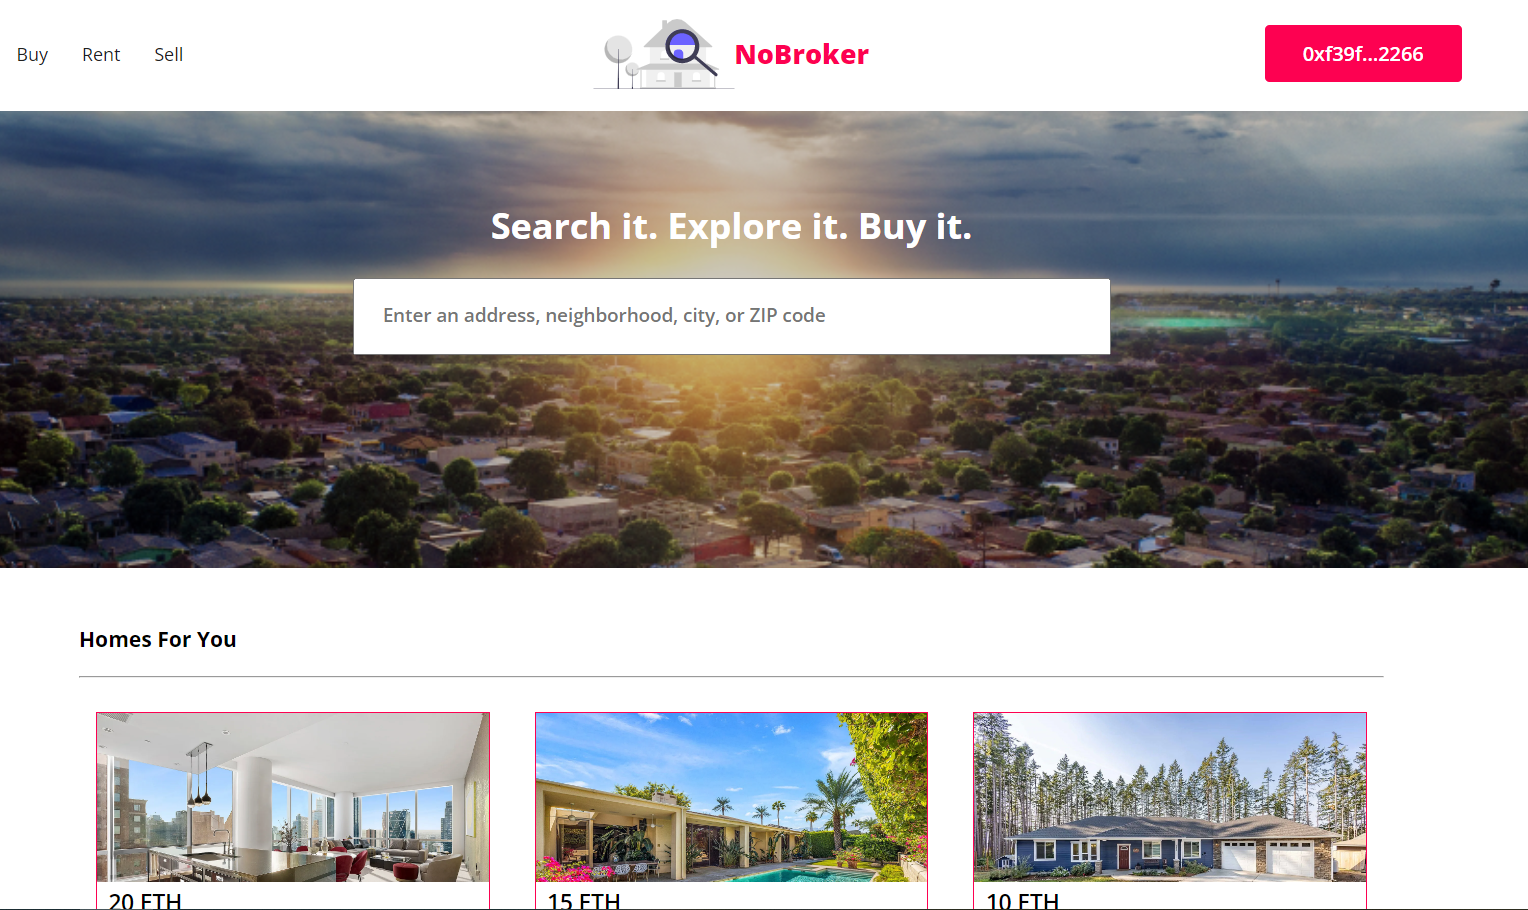 Buy Rent Sell
NoBroker
0xf39f...2266
Search it. Explore it. Buy it.
Enter an address, neighborhood, city, or ZIP code
Homes For You
20 ETH
15 ETH
10 ETH